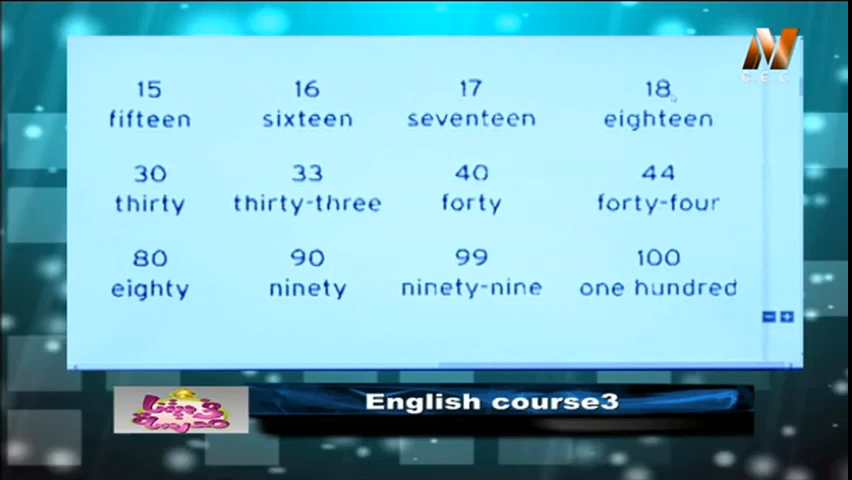 15 16 17 18
fifteen sixteen seventeen eighteen
30 33 40 44
thirty thirty-three forty forty-four
80 90 99 100
eighty ninety ninety-nine one hundred
English course3